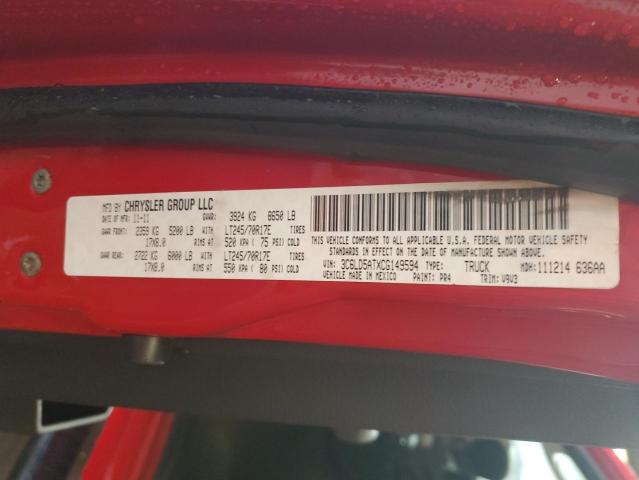 MFD BY CHRYSLER GROUP LLC
DATE OF MFR: 11-11 GVWR: 3924 KG 8650 LB
GAWR FRONT: 2359 KG 5200 LB WITH LT245/70R17E TIRES
17X8.0 RIMS AT 520 KPA ( 75 PSI) COLD
GAWR REAR: 2722 KG 6000 LB WITH LT245/70R17E TIRES
17X8.0 RIMS AT 550 KPA ( 80 PSI) COLD
THIS VEHICLE CONFORMS TO ALL APPLICABLE U.S.A. FEDERAL MOTOR VEHICLE SAFETY
STANDARDS IN EFFECT ON THE DATE OF MANUFACTURE SHOWN ABOVE.
VIN: 3C6LD5ATXCG149594 TYPE: TRUCK MDH: 111214 636AA
VEHICLE MADE IN MEXICO PAINT: PR4 TRIM: V9V3